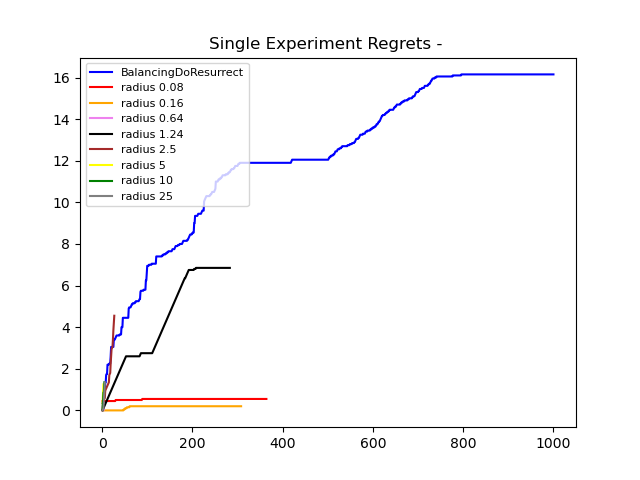 Single Experiment Regrets -
BalancingDoResurrect
radius 0.08
radius 0.16
radius 0.64
radius 1.24
radius 2.5
radius 5
radius 10
radius 25
16
14
12
10
8
6
4
2
0
0 200 400 600 800 1000